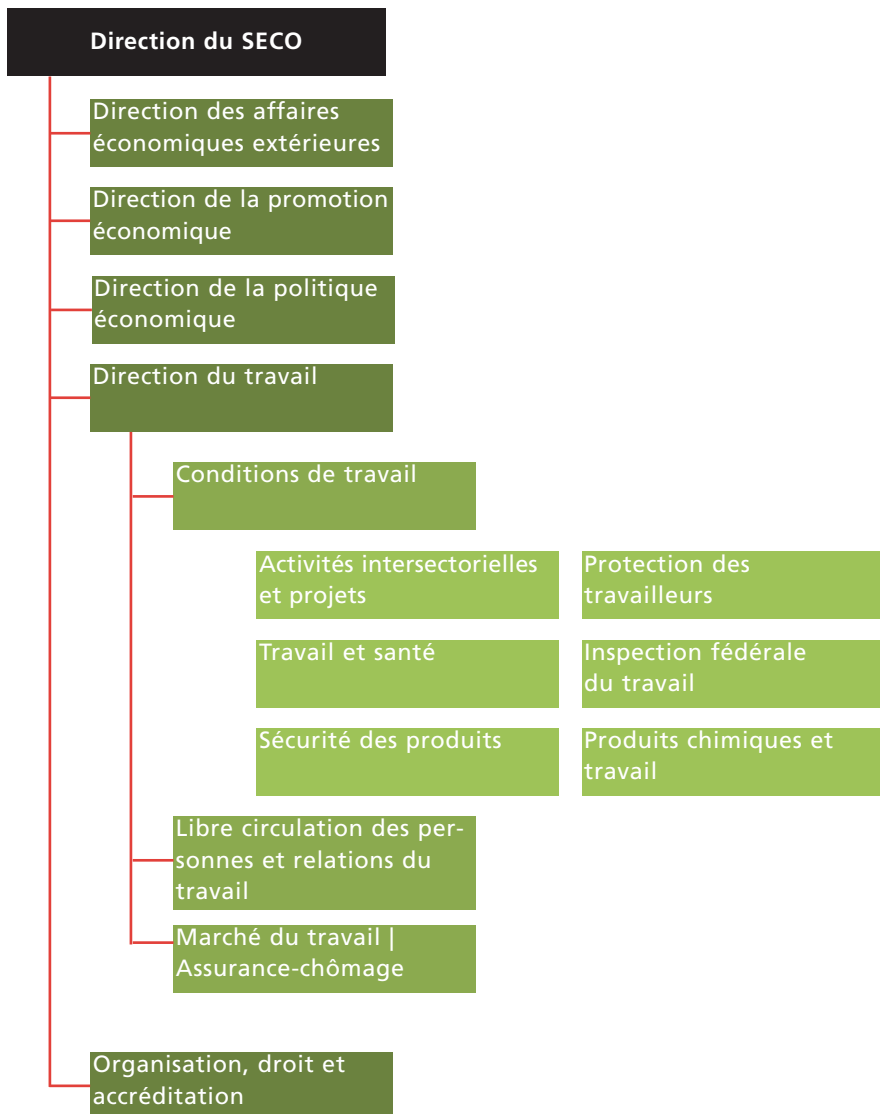 Direction du SECO
Direction des affaires
économiques extérieures
Direction de la promotion
économique
Direction de la politique
économique
Direction du travail
Conditions de travail
Activités intersectorielles
et projets
Protection des
travailleurs
Travail et santé
Inspection fédérale
du travail
Sécurité des produits
Produits chimiques et
travail
Libre circulation des per-
sonnes et relations du
travail
Marché du travail |
Assurance-chômage
Organisation, droit et
accréditation